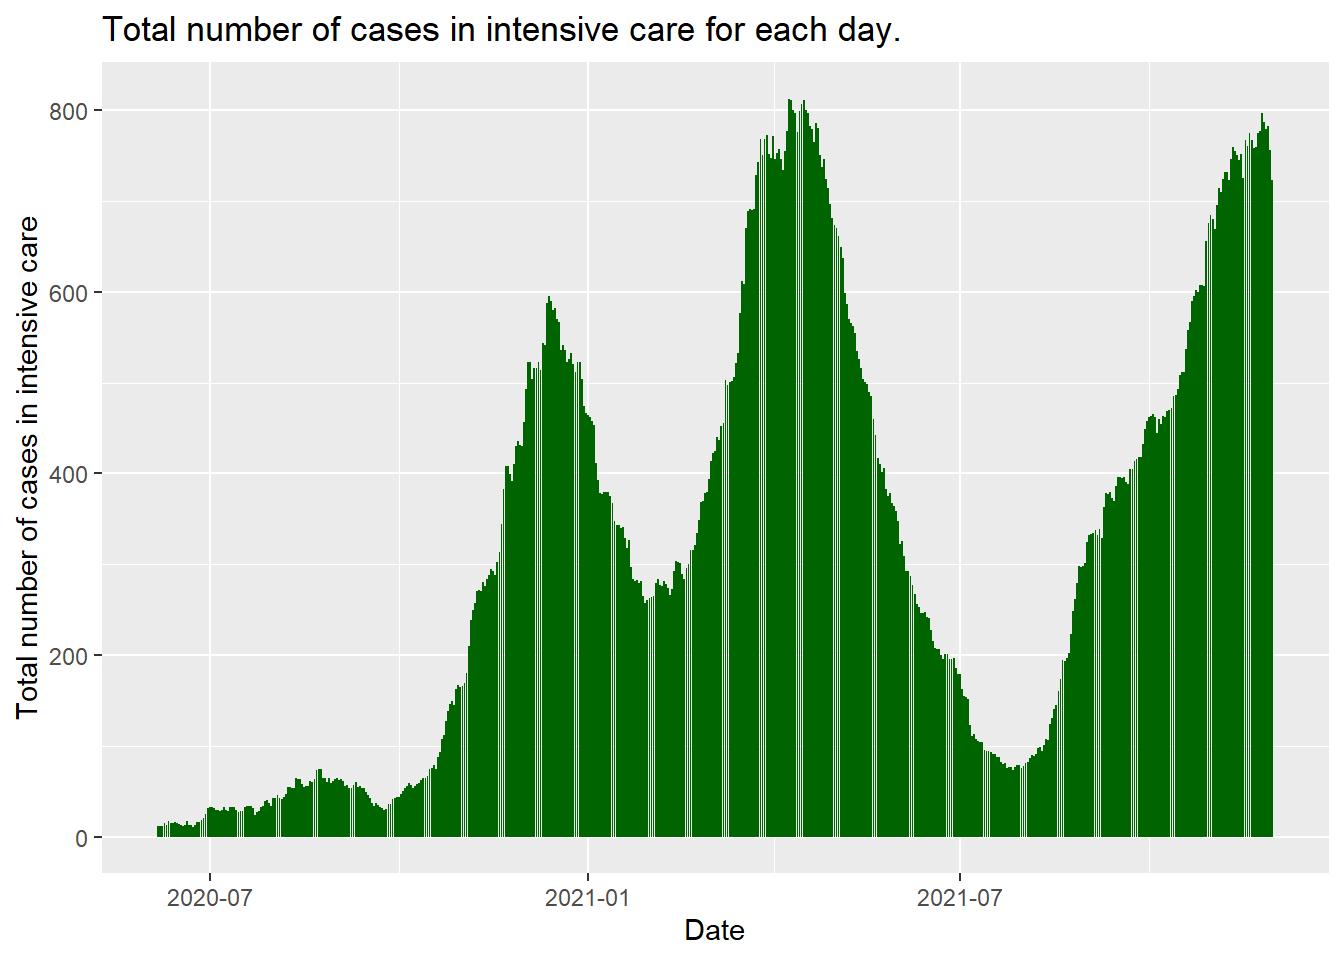 Total number of cases in intensive care for each day.
Total number of cases in intensive care
800
600
400
200
0
2020-07
2021-01
2021-07
Date